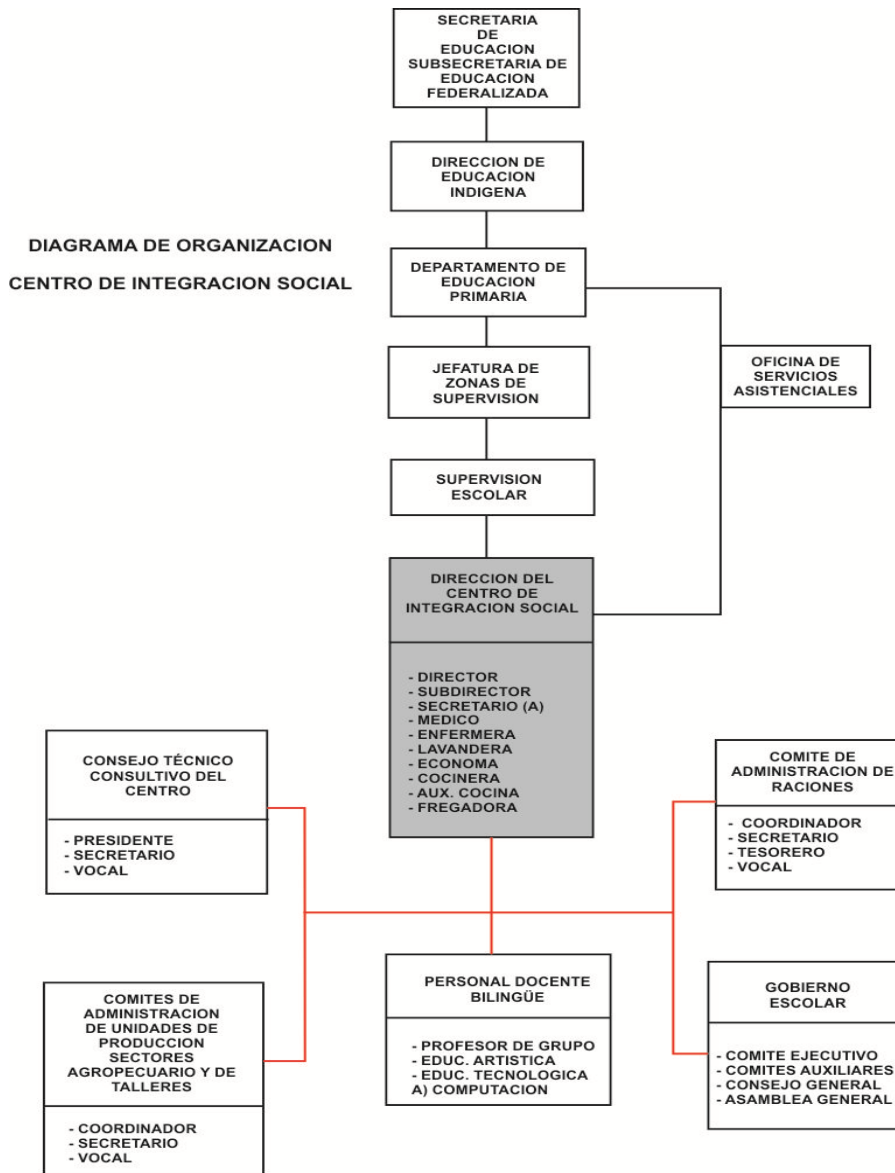 SECRETARIA
DE
EDUCACION
SUBSECRETARIA DE
EDUCACION
FEDERALIZADA
DIRECCION DE
EDUCACION
INDIGENA
DIAGRAMA DE ORGANIZACION
CENTRO DE INTEGRACION SOCIAL
DEPARTAMENTO DE
EDUCACION
PRIMARIA
JEFATURA DE
ZONAS DE
SUPERVISION
OFICINA DE
SERVICIOS
ASISTENCIALES
SUPERVISION
ESCOLAR
DIRECCION DEL
CENTRO DE
INTEGRACION SOCIAL
- DIRECTOR
- SUBDIRECTOR
- SECRETARIO (A)
- MEDICO
- ENFERMERA
- LAVANDERA
- ECONOMA
- COCINERA
- AUX. COCINA
- FREGADORA
CONSEJO TÉCNICO
CONSULTIVO DEL
CENTRO
- PRESIDENTE
- SECRETARIO
- VOCAL
COMITE DE
ADMINISTRACION DE
RACIONES
- COORDINADOR
- SECRETARIO
- TESORERO
- VOCAL
COMITES DE
ADMINISTRACION
DE UNIDADES DE
PRODUCCION
SECTORES
AGROPECUARIO Y DE
TALLERES
- COORDINADOR
- SECRETARIO
- VOCAL
PERSONAL DOCENTE
BILINGÜE
- PROFESOR DE GRUPO
- EDUC. ARTISTICA
- EDUC. TECNOLOGICA
A) COMPUTACION
GOBIERNO
ESCOLAR
- COMITE EJECUTIVO
- COMITES AUXILIARES
- CONSEJO GENERAL
- ASAMBLEA GENERAL